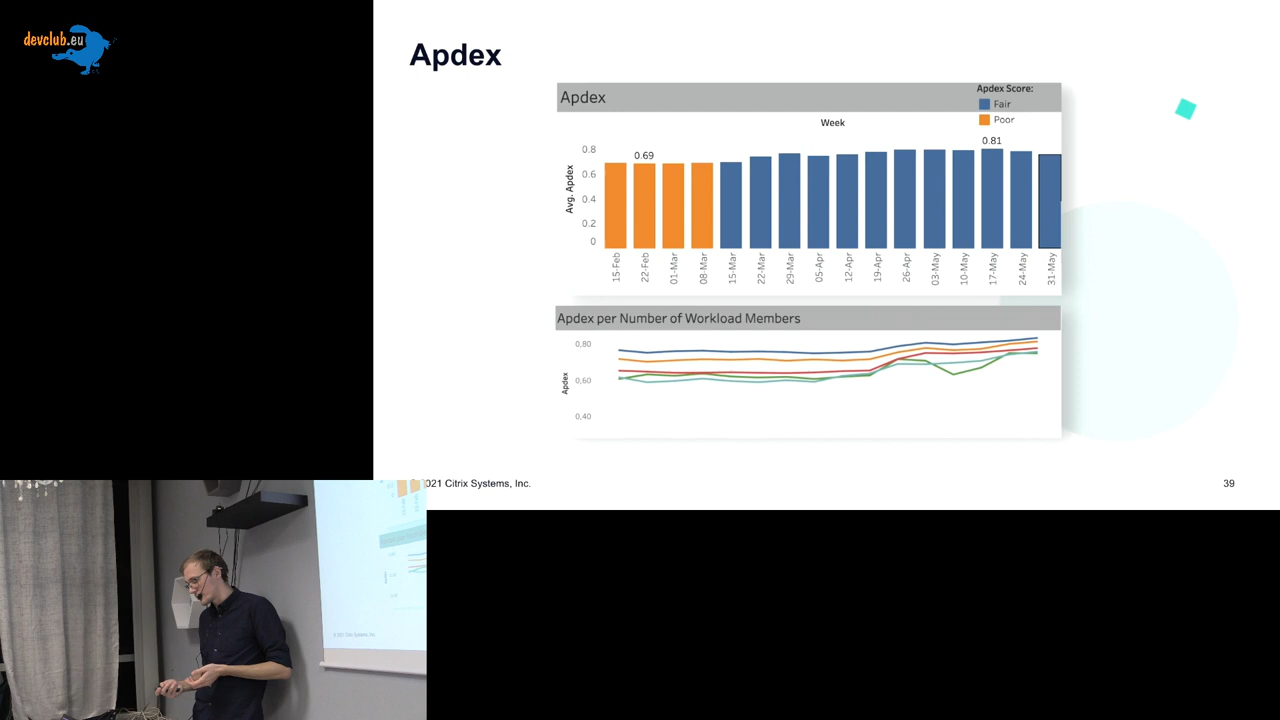 devclub.eu
Apdex
Apdex
Apdex Score:
Fair
Poor
Week
Avg. Apdex
0.8
0.6
0.4
0.2
0
0.69
0.81
15-Feb
22-Feb
01-Mar
08-Mar
15-Mar
22-Mar
29-Mar
05-Apr
12-Apr
19-Apr
26-Apr
03-May
10-May
17-May
24-May
31-May
Apdex per Number of Workload Members
Apdex
0,80
0,60
0,40
2021 Citrix Systems, Inc.
39